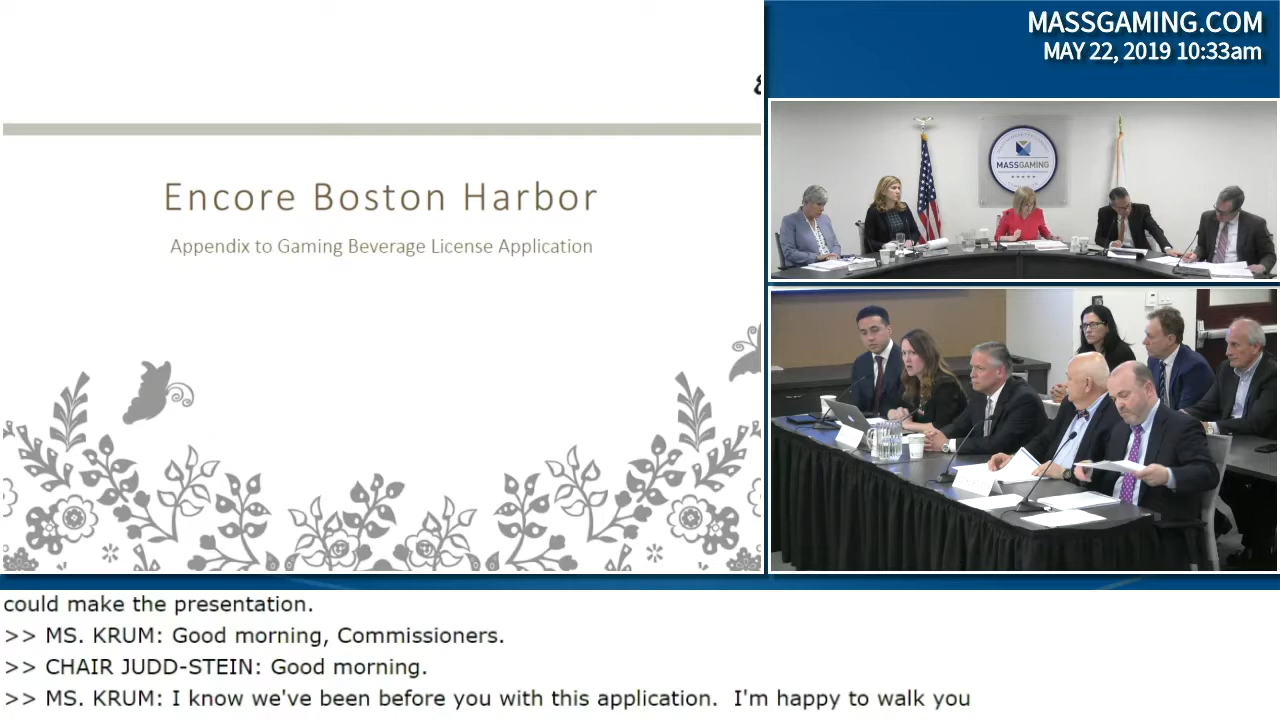 MASSGAMING.COM
MAY 22, 2019 10:33am
Encore Boston Harbor
Appendix to Gaming Beverage License Application
MASSGAMING
could make the presentation.
>> MS. KRUM: Good morning, Commissioners.
>> CHAIR JUDD-STEIN: Good morning.
>> MS. KRUM: I know we've been before you with this application.  I'm happy to walk you